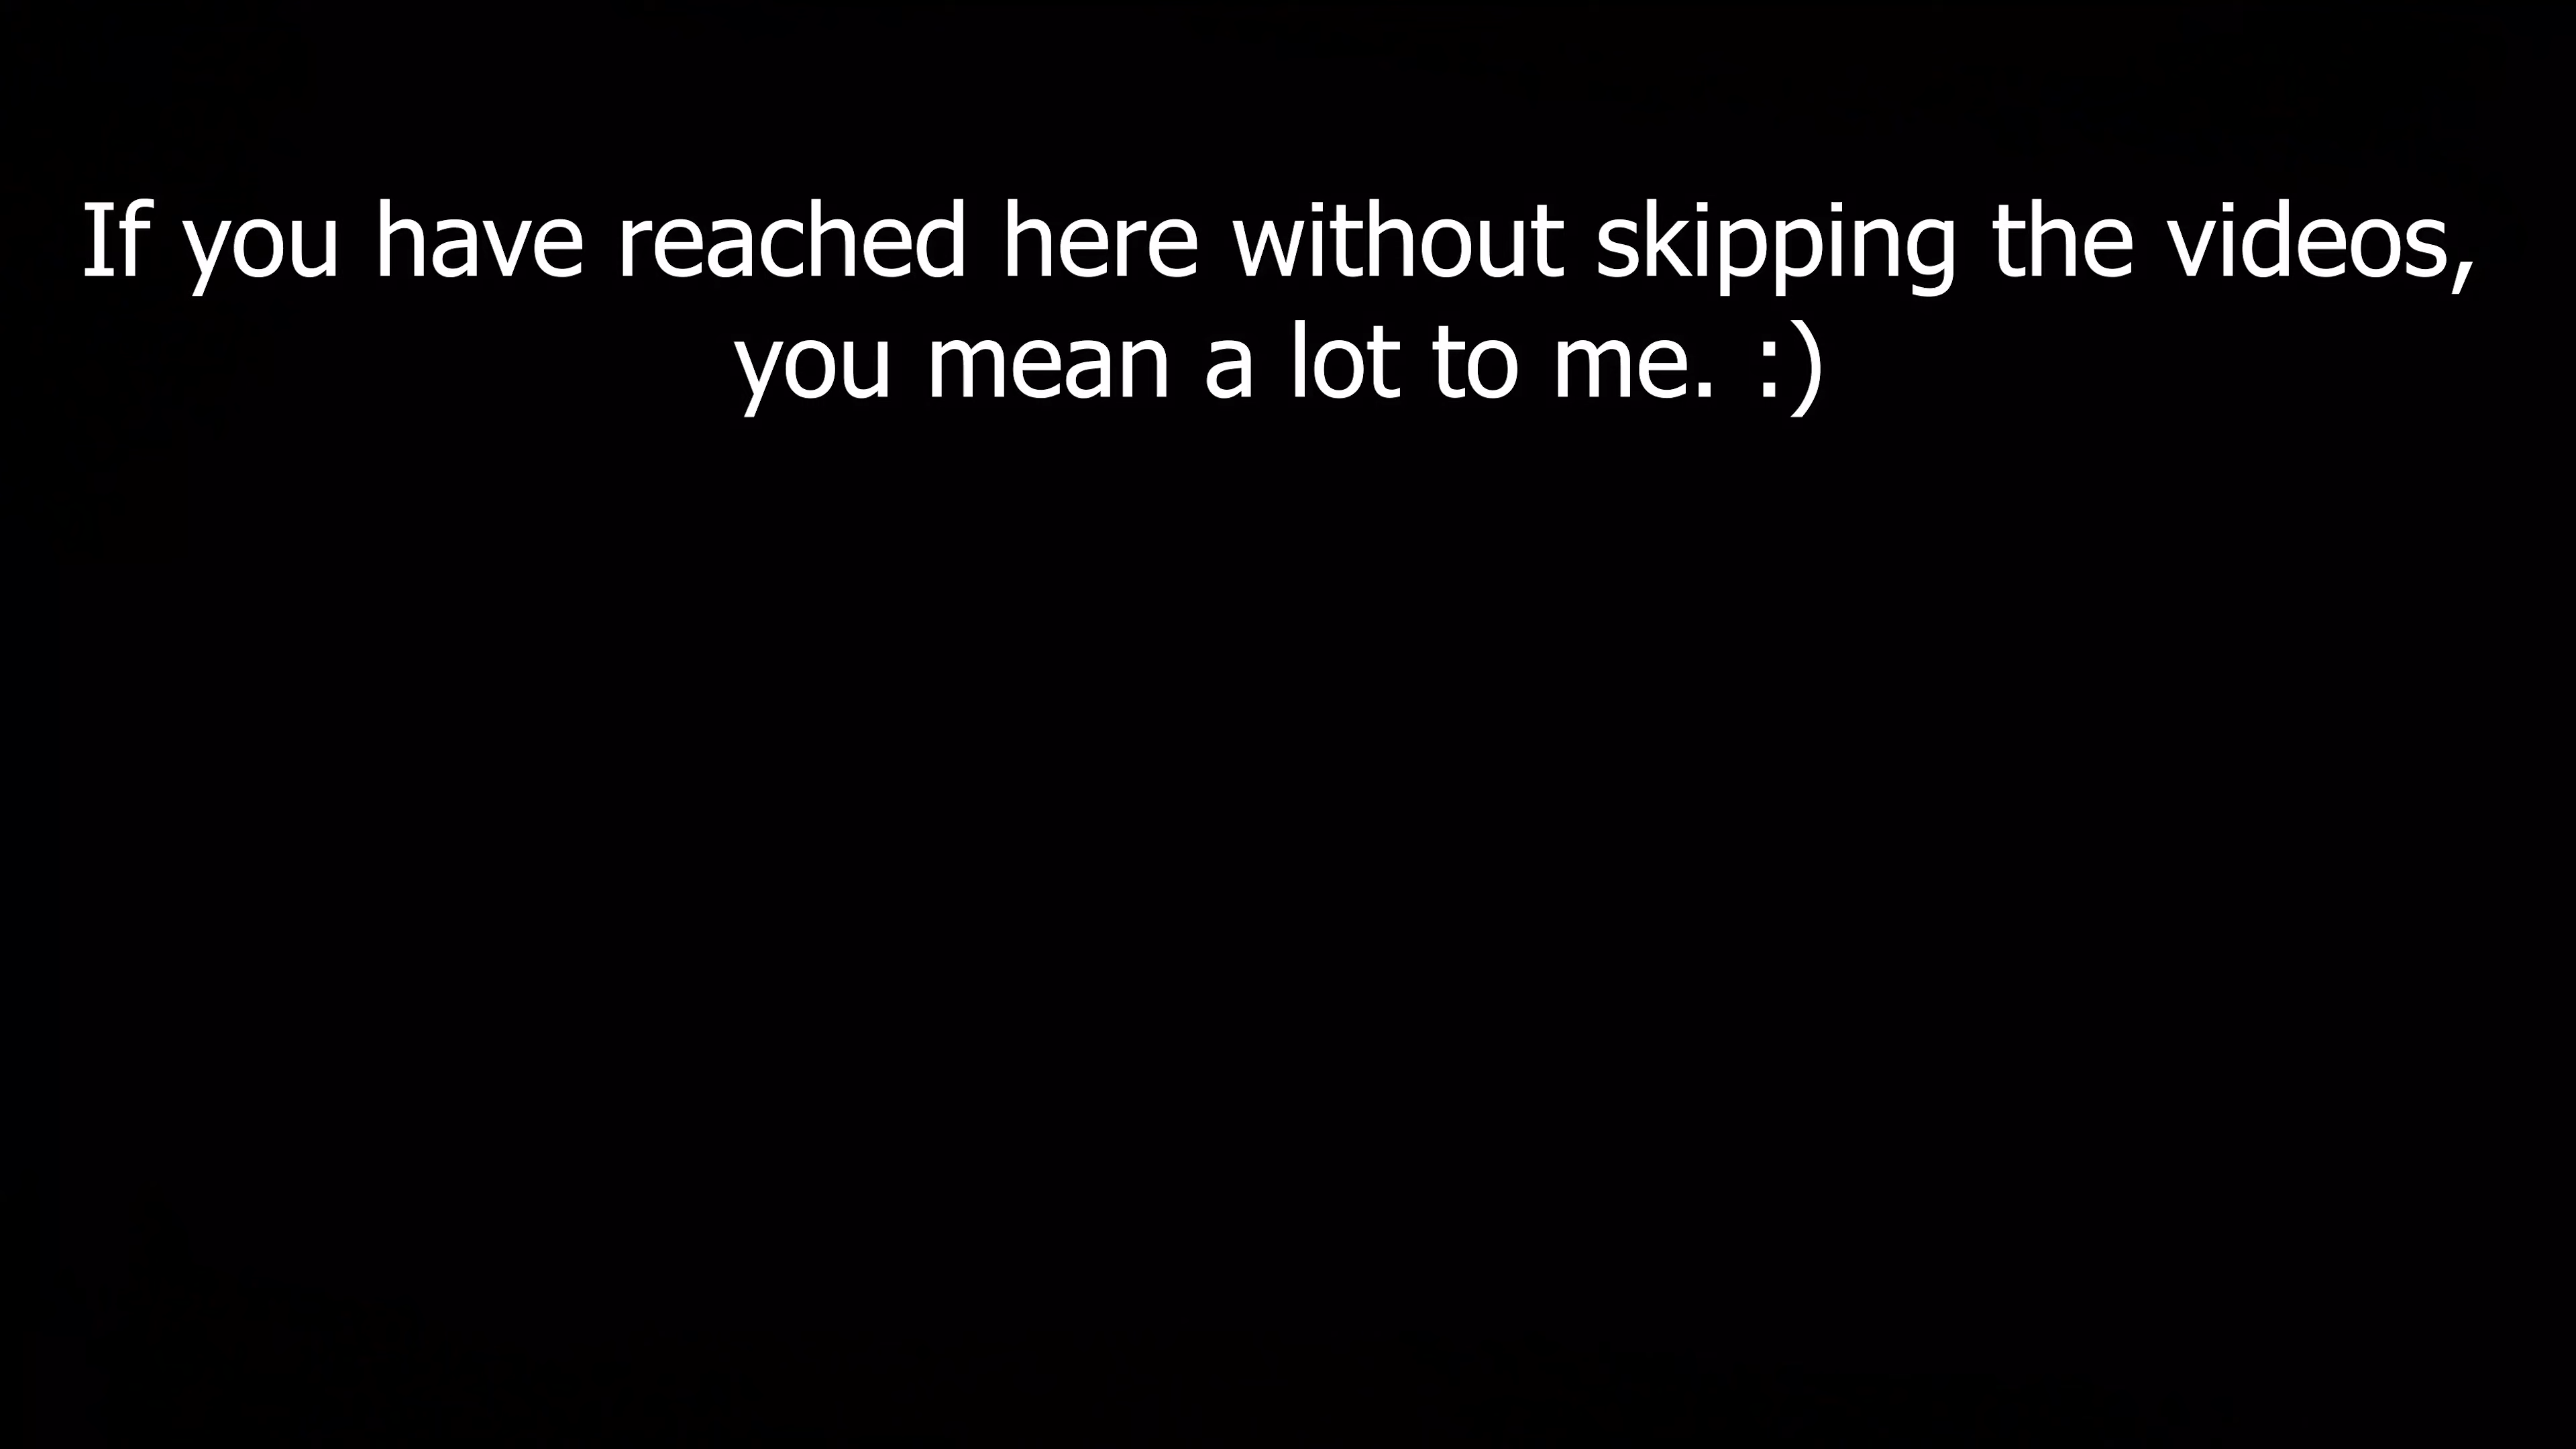 If you have reached here without skipping the videos,
you mean a lot to me. :)